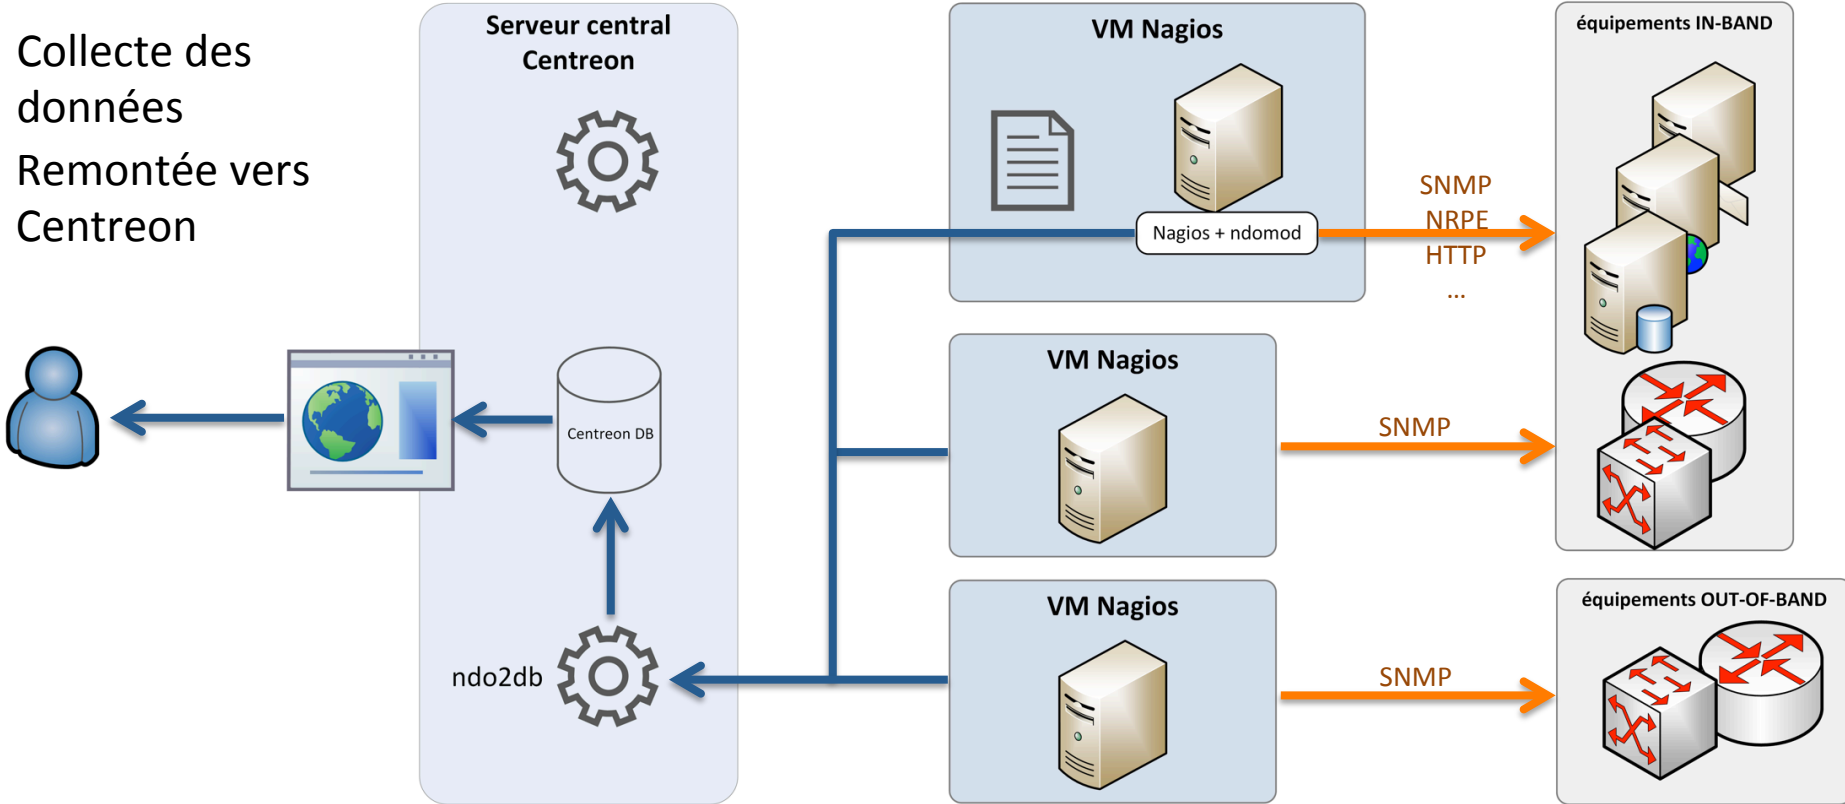 Collecte des
données
Remontée vers
Centreon
Serveur central
Centreon
Centreon DB
ndo2db
VM Nagios
Nagios + ndomod
SNMP
NRPE
HTTP
...
VM Nagios
SNMP
VM Nagios
SNMP
équipements IN-BAND
équipements OUT-OF-BAND